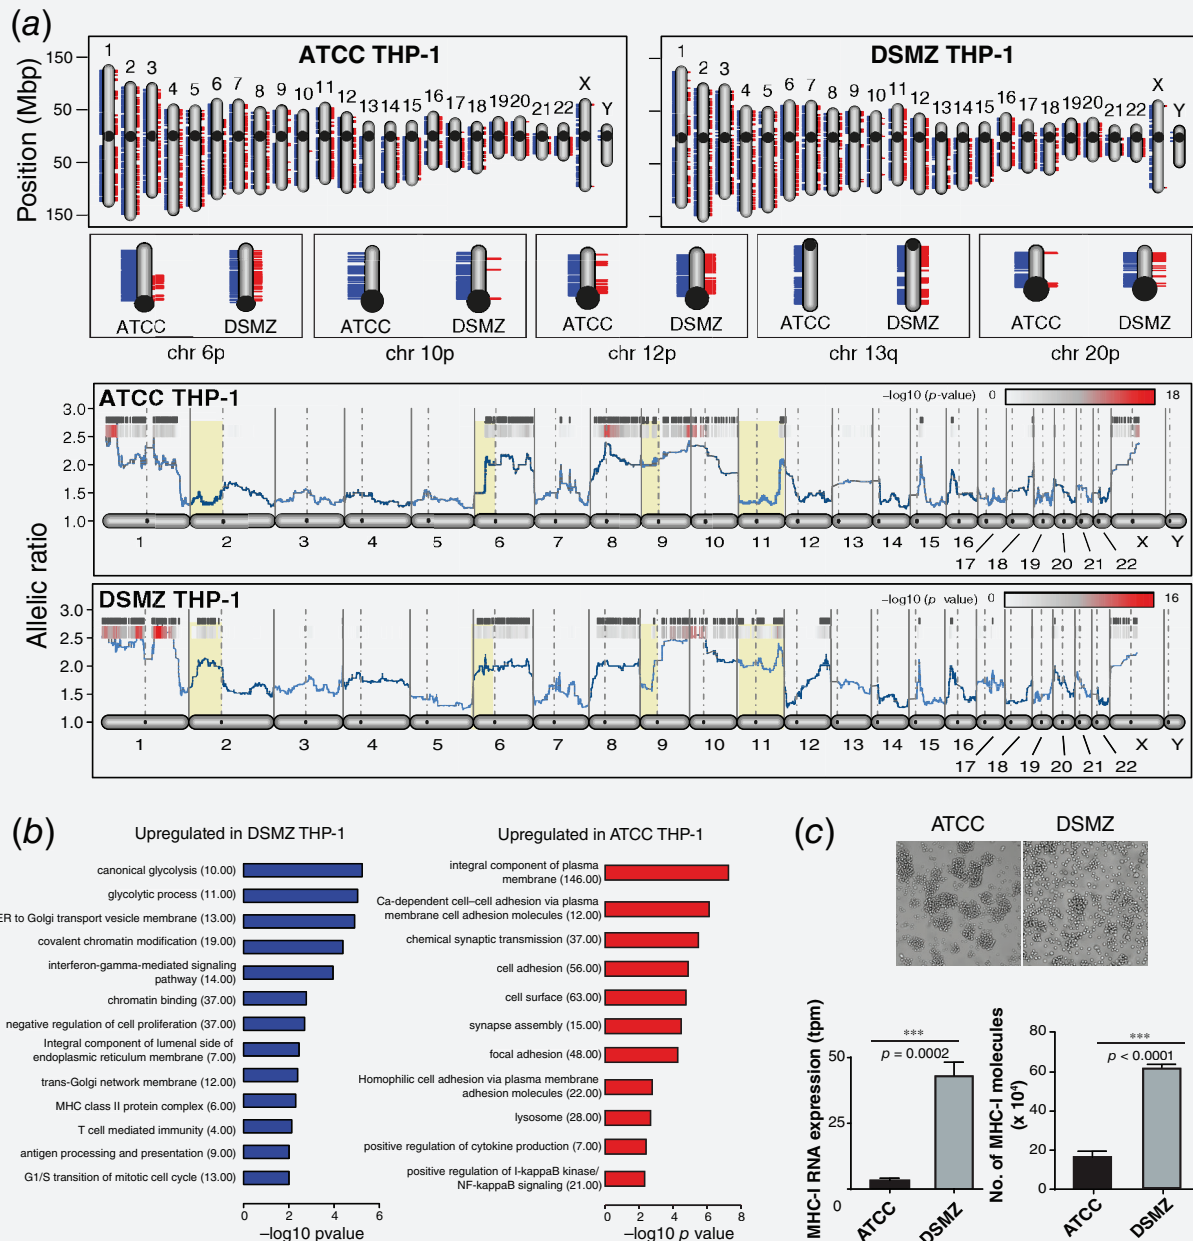 (a)
ATCC THP-1
DSMZ THP-1
Position (Mbp)
150
50
50
150
1 2 3 4 5 6 7 8 9 10 11 12 13 14 15 16 17 18 19 20 21 22 X Y
1 2 3 4 5 6 7 8 9 10 11 12 13 14 15 16 17 18 19 20 21 22 X Y
ATCC DSMZ
chr 6p
ATCC DSMZ
chr 10p
ATCC DSMZ
chr 12p
ATCC DSMZ
chr 13q
ATCC DSMZ
chr 20p
Allelic ratio
ATCC THP-1
–log10 (p-value) 0 18
3.0
2.5
2.0
1.5
1.0
1 2 3 4 5 6 7 8 9 10 11 12 13 14 15 16 X Y
17 18 19 20 21 22
DSMZ THP-1
–log10 (p value) 0 16
3.0
2.5
2.0
1.5
1.0
1 2 3 4 5 6 7 8 9 10 11 12 13 14 15 16 X Y
17 18 19 20 21 22
(b)
Upregulated in DSMZ THP-1
canonical glycolysis (10.00)
glycolytic process (11.00)
ER to Golgi transport vesicle membrane (13.00)
covalent chromatin modification (19.00)
interferon-gamma-mediated signaling
pathway (14.00)
chromatin binding (37.00)
negative regulation of cell proliferation (37.00)
Integral component of lumenal side of
endoplasmic reticulum membrane (7.00)
trans-Golgi network membrane (12.00)
MHC class II protein complex (6.00)
T cell mediated immunity (4.00)
antigen processing and presentation (9.00)
G1/S transition of mitotic cell cycle (13.00)
0 2 4 6
–log10 pvalue
Upregulated in ATCC THP-1
integral component of plasma
membrane (146.00)
Ca-dependent cell–cell adhesion via plasma
membrane cell adhesion molecules (12.00)
chemical synaptic transmission (37.00)
cell adhesion (56.00)
cell surface (63.00)
synapse assembly (15.00)
focal adhesion (48.00)
Homophilic cell adhesion via plasma membrane
adhesion molecules (22.00)
lysosome (28.00)
positive regulation of cytokine production (7.00)
positive regulation of I-kappaB kinase/
NF-kappaB signaling (21.00)
0 2 4 6 8
–log10 p value
(c)
ATCC DSMZ
MHC-I RNA expression (tpm)
50
25
0
***
p = 0.0002
ATCC
DSMZ
No. of MHC-I molecules
(x 10⁴)
80
60
40
20
0
***
p < 0.0001
ATCC
DSMZ